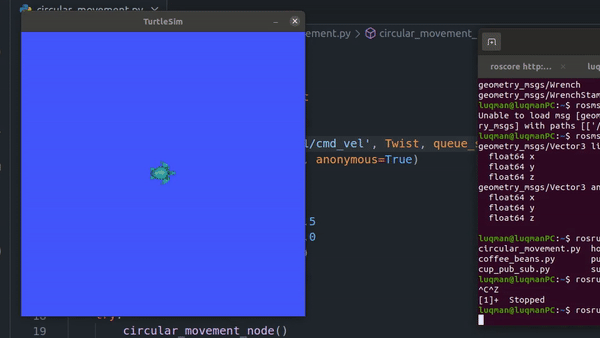 circular_movement.py
TurtleSim
ement.py > circular_movement_
1/cmd_vel', Twist, queue_s
, anonymous=True)
.5
.0
)
18 try:
19 circular_movement_node()
roscore http:...
luq
geometry_msgs/Wrench
geometry_msgs/WrenchStam
luqman@luqmanPC:~$ rosms
Unable to load msg [geom
ry_msgs] with paths [['/
luqman@luqmanPC:~$ rosms
geometry_msgs/Vector3 li
float64 x
float64 y
float64 z
geometry_msgs/Vector3 an
float64 x
float64 y
float64 z
luqman@luqmanPC:~$ rosru
circular_movement.py ho
coffee_beans.py pu
cup_pub_sub.py su
luqman@luqmanPC:~$ rosru
^C^Z
[1]+ Stopped
luqman@luqmanPC:~$ rosru